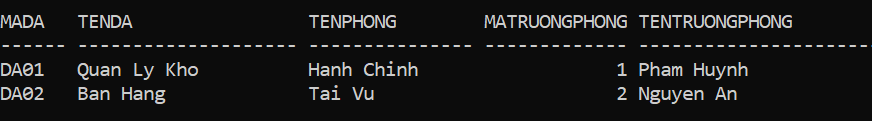 MADA   TENDA                TENPHONG        MATRUONGPHONG TENTRUONGPHONG
------ -------------------- --------------- ------------- ---------------------
DA01   Quan Ly Kho          Hanh Chinh                  1 Pham Huynh
DA02   Ban Hang             Tai Vu                      2 Nguyen An